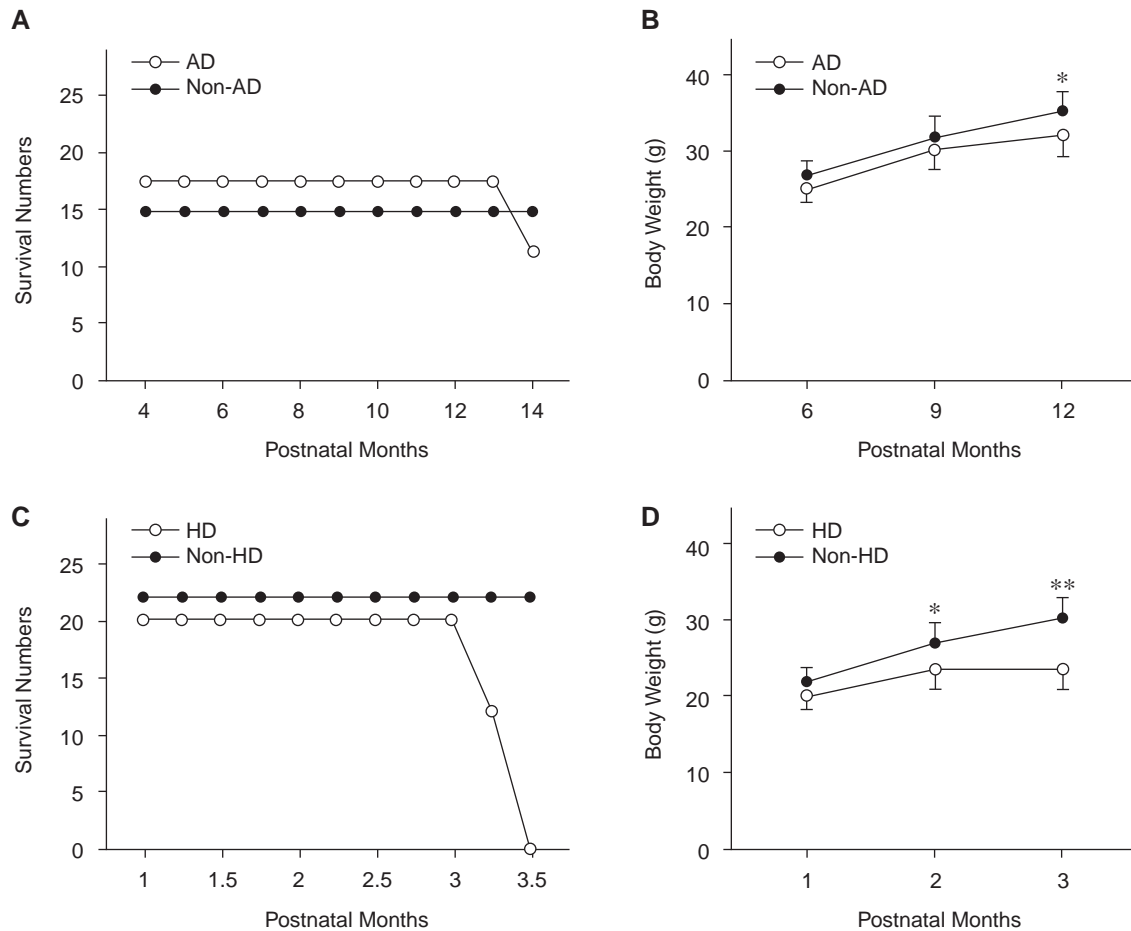 A
AD
Non-AD
25
20
15
10
5
0
Survival Numbers
4 6 8 10 12 14
Postnatal Months
B
AD
Non-AD
40
30
20
10
0
Body Weight (g)
*
6 9 12
Postnatal Months
C
HD
Non-HD
25
20
15
10
5
0
Survival Numbers
1 1.5 2 2.5 3 3.5
Postnatal Months
D
HD
Non-HD
40
30
20
10
0
Body Weight (g)
* **
1 2 3
Postnatal Months